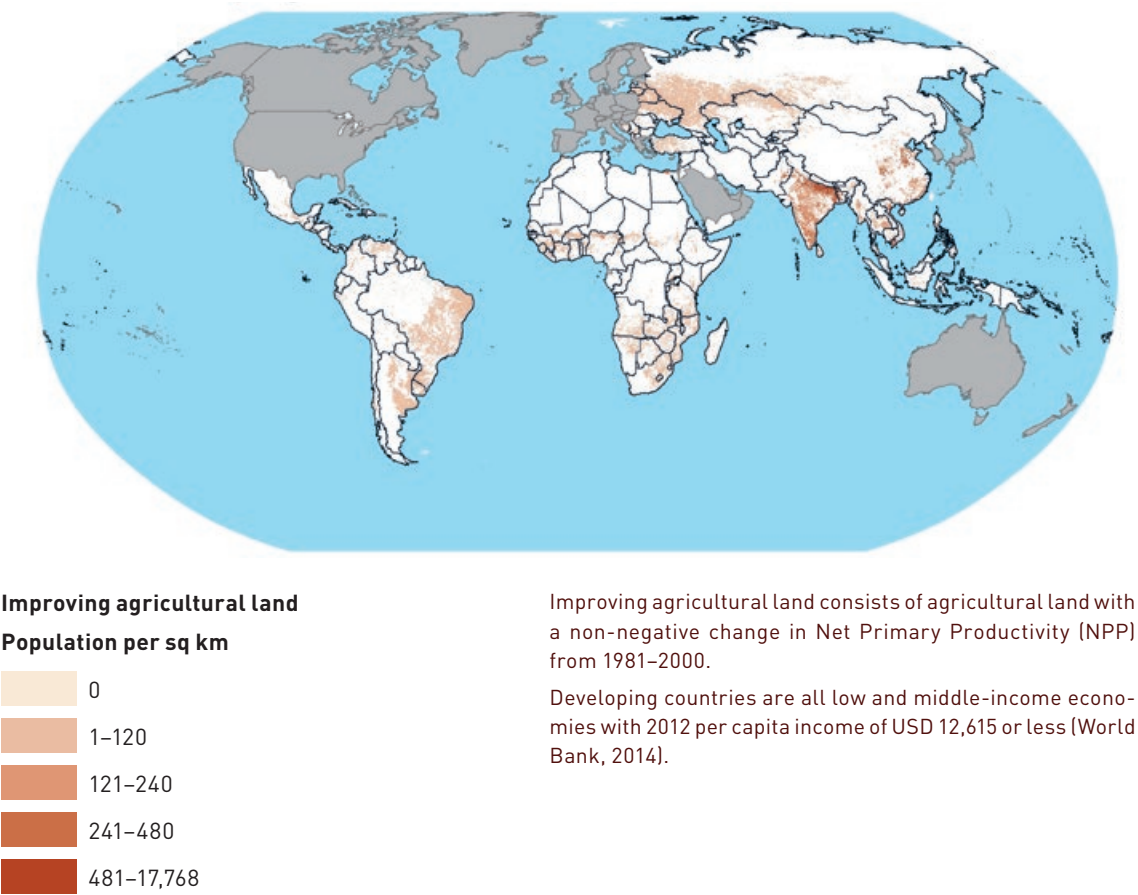 Improving agricultural land
Population per sq km
0
1–120
121–240
241–480
481–17,768
Improving agricultural land consists of agricultural land with
a non-negative change in Net Primary Productivity (NPP)
from 1981–2000.
Developing countries are all low and middle-income econo-
mies with 2012 per capita income of USD 12,615 or less (World
Bank, 2014).